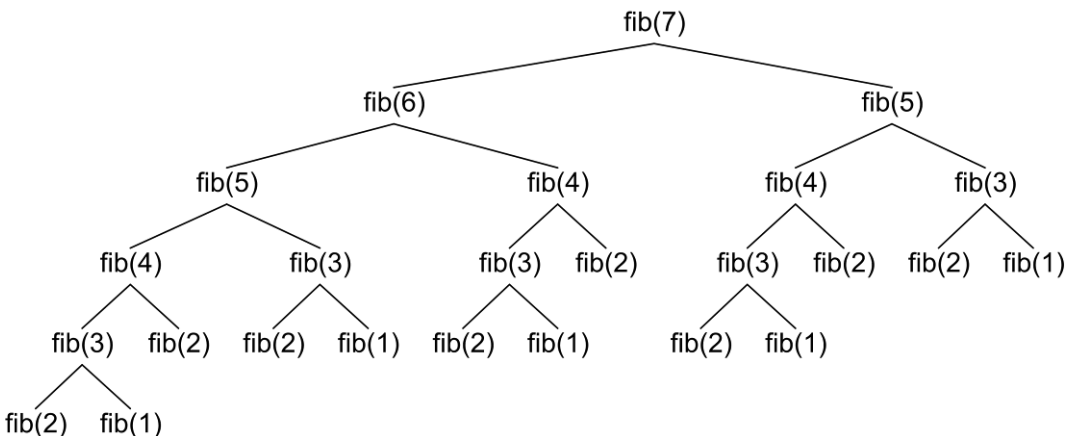 fib(7)
fib(6) fib(5)
fib(5) fib(4) fib(4) fib(3)
fib(4) fib(3) fib(3) fib(2) fib(3) fib(2) fib(2) fib(1)
fib(3) fib(2) fib(2) fib(1) fib(2) fib(1) fib(2) fib(1)
fib(2) fib(1)